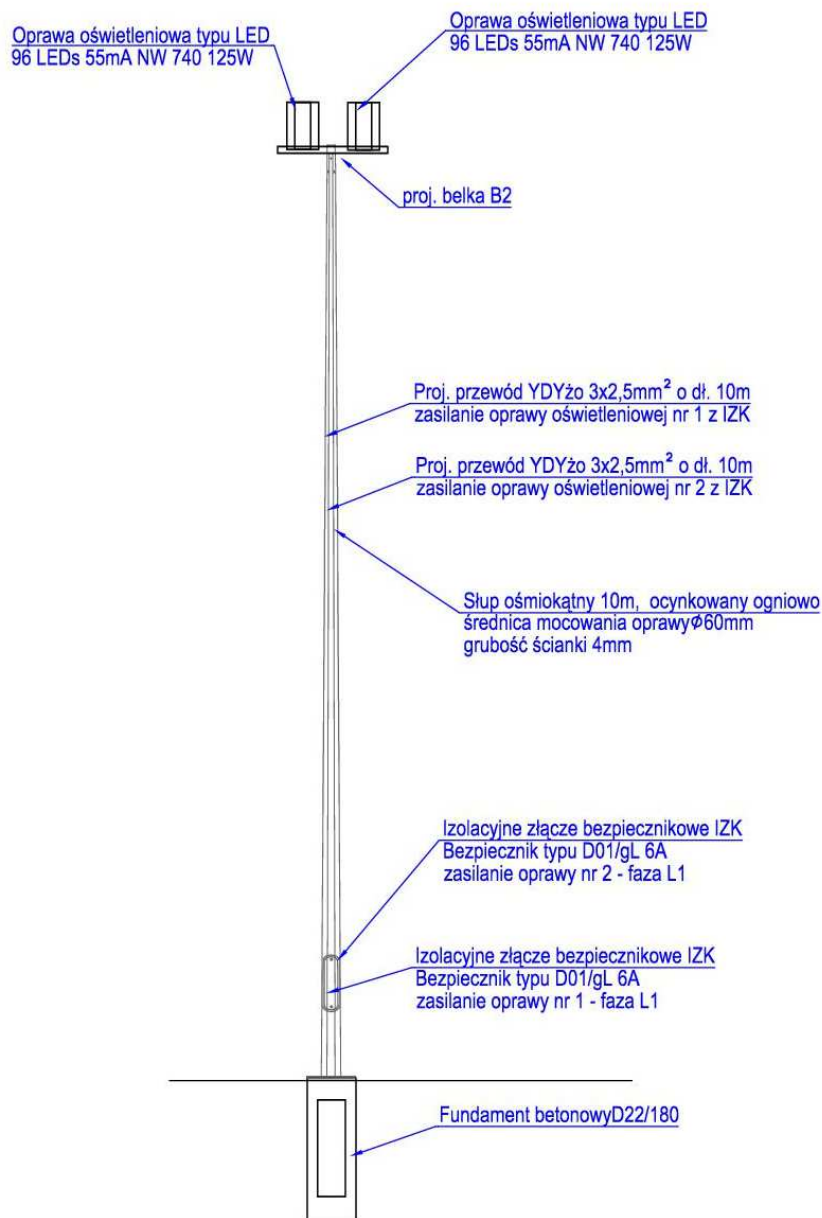 Oprawa oświetleniowa typu LED
96 LEDs 55mA NW 740 125W
Oprawa oświetleniowa typu LED
96 LEDs 55mA NW 740 125W
proj. belka B2
Proj. przewód YDYżo 3x2,5mm² o dł. 10m
zasilanie oprawy oświetleniowej nr 1 z IZK
Proj. przewód YDYżo 3x2,5mm² o dł. 10m
zasilanie oprawy oświetleniowej nr 2 z IZK
Słup ośmiokątny 10m, ocynkowany ogniowo
średnica mocowania oprawyϕ60mm
grubość ścianki 4mm
Izolacyjne złącze bezpiecznikowe IZK
Bezpiecznik typu D01/gL 6A
zasilanie oprawy nr 2 - faza L1
Izolacyjne złącze bezpiecznikowe IZK
Bezpiecznik typu D01/gL 6A
zasilanie oprawy nr 1 - faza L1
Fundament betonowyD22/180